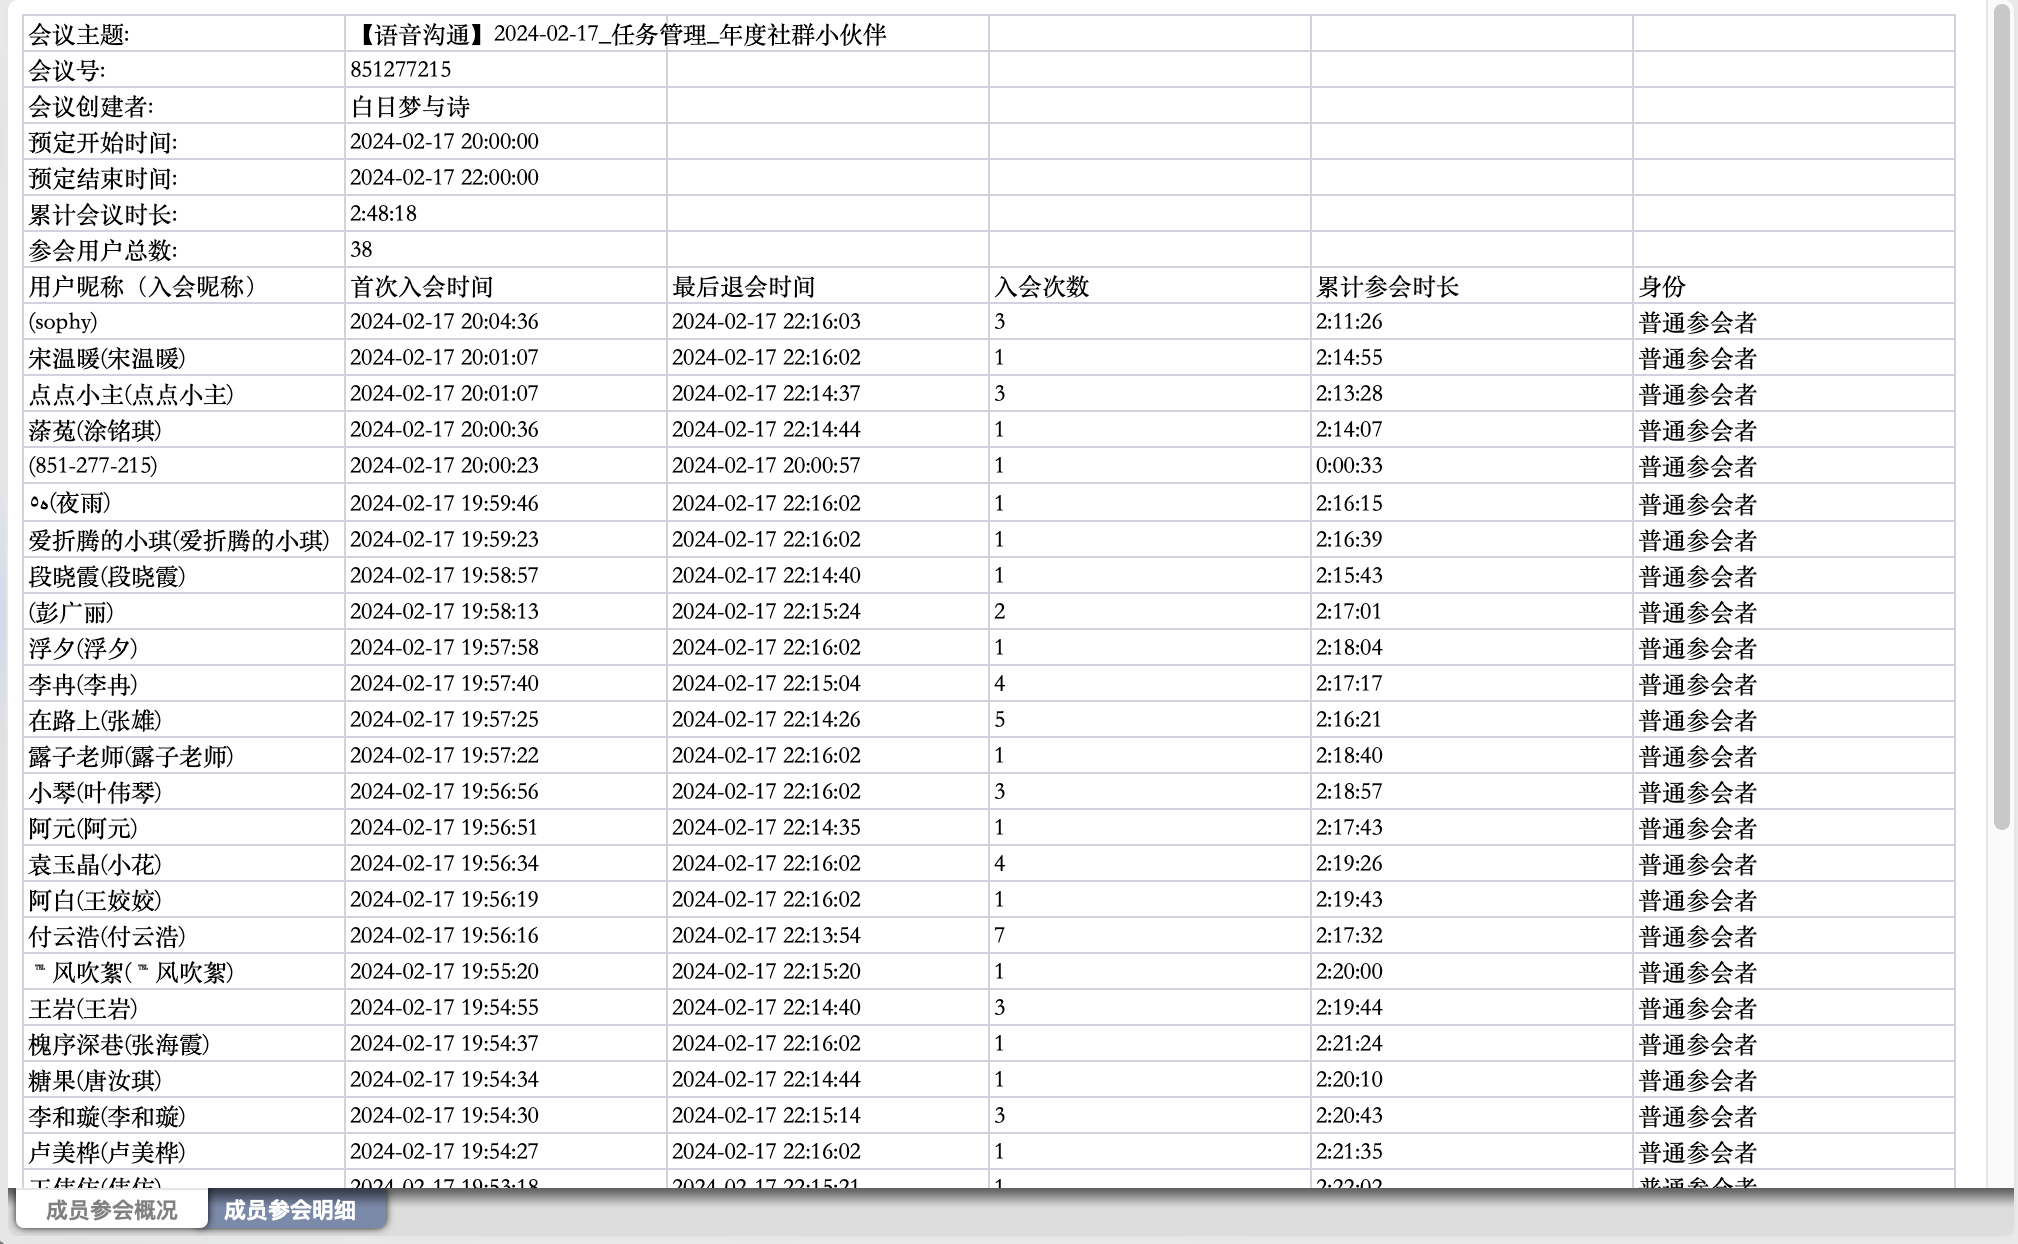 会议主题: 【语音沟通】2024-02-17_任务管理_年度社群小伙伴
会议号: 851277215
会议创建者: 白日梦与诗
预定开始时间: 2024-02-17 20:00:00
预定结束时间: 2024-02-17 22:00:00
累计会议时长: 2:48:18
参会用户总数: 38
用户昵称（入会昵称） 首次入会时间 最后退会时间 入会次数 累计参会时长 身份
(sophy) 2024-02-17 20:04:36 2024-02-17 22:16:03 3 2:11:26 普通参会者
宋温暖(宋温暖) 2024-02-17 20:01:07 2024-02-17 22:16:02 1 2:14:55 普通参会者
点点小主(点点小主) 2024-02-17 20:01:07 2024-02-17 22:14:37 3 2:13:28 普通参会者
蒤菟(涂铭琪) 2024-02-17 20:00:36 2024-02-17 22:14:44 1 2:14:07 普通参会者
(851-277-215) 2024-02-17 20:00:23 2024-02-17 20:00:57 1 0:00:33 普通参会者
(夜雨) 2024-02-17 19:59:46 2024-02-17 22:16:02 1 2:16:15 普通参会者
爱折腾的小琪(爱折腾的小琪) 2024-02-17 19:59:23 2024-02-17 22:16:02 1 2:16:39 普通参会者
段晓霞(段晓霞) 2024-02-17 19:58:57 2024-02-17 22:14:40 1 2:15:43 普通参会者
(彭广丽) 2024-02-17 19:58:13 2024-02-17 22:15:24 2 2:17:01 普通参会者
浮夕(浮夕) 2024-02-17 19:57:58 2024-02-17 22:16:02 1 2:18:04 普通参会者
李冉(李冉) 2024-02-17 19:57:40 2024-02-17 22:15:04 4 2:17:17 普通参会者
在路上(张雄) 2024-02-17 19:57:25 2024-02-17 22:14:26 5 2:16:21 普通参会者
露子老师(露子老师) 2024-02-17 19:57:22 2024-02-17 22:16:02 1 2:18:40 普通参会者
小琴(叶伟琴) 2024-02-17 19:56:56 2024-02-17 22:16:02 3 2:18:57 普通参会者
阿元(阿元) 2024-02-17 19:56:51 2024-02-17 22:14:35 1 2:17:43 普通参会者
袁玉晶(小花) 2024-02-17 19:56:34 2024-02-17 22:16:02 4 2:19:26 普通参会者
阿白(王姣姣) 2024-02-17 19:56:19 2024-02-17 22:16:02 1 2:19:43 普通参会者
付云浩(付云浩) 2024-02-17 19:56:16 2024-02-17 22:13:54 7 2:17:32 普通参会者
℡风吹絮(℡风吹絮) 2024-02-17 19:55:20 2024-02-17 22:15:20 1 2:20:00 普通参会者
王岩(王岩) 2024-02-17 19:54:55 2024-02-17 22:14:40 3 2:19:44 普通参会者
槐序深巷(张海霞) 2024-02-17 19:54:37 2024-02-17 22:16:02 1 2:21:24 普通参会者
糖果(唐汝琪) 2024-02-17 19:54:34 2024-02-17 22:14:44 1 2:20:10 普通参会者
李和璇(李和璇) 2024-02-17 19:54:30 2024-02-17 22:15:14 3 2:20:43 普通参会者
卢美桦(卢美桦) 2024-02-17 19:54:27 2024-02-17 22:16:02 1 2:21:35 普通参会者
2024-02-17 19:53:18 2024-02-17 22:15:21 1 2:22:02 普通参会者
成员参会概况 成员参会明细